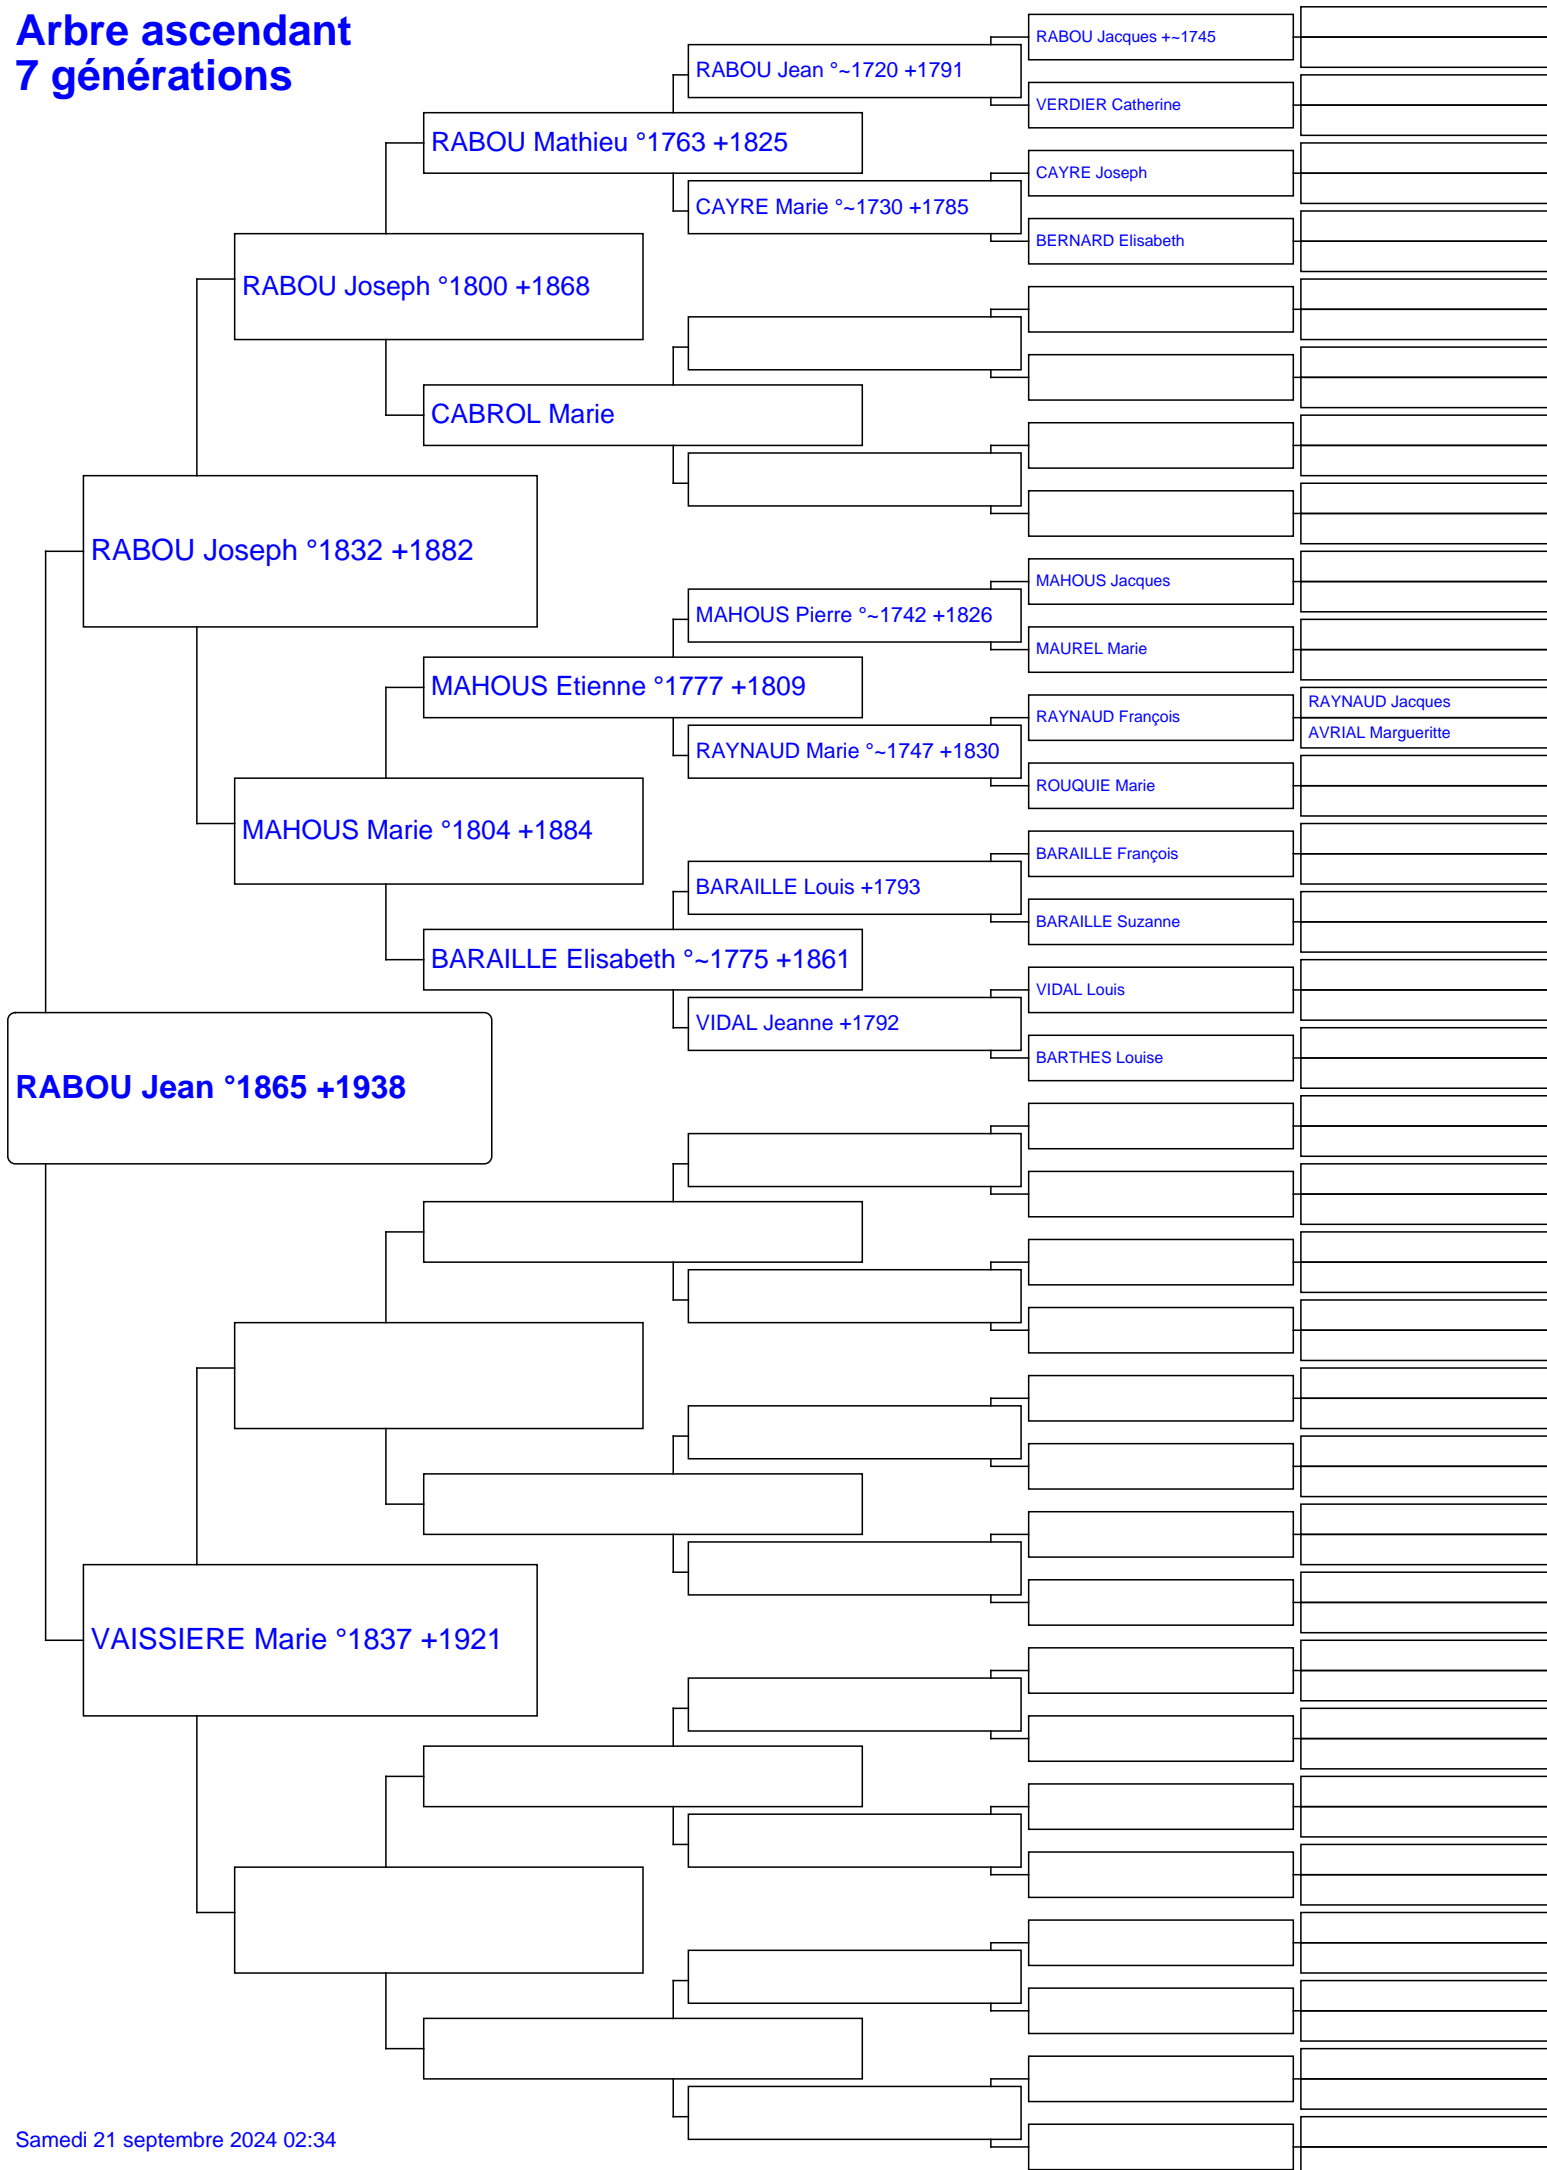 Arbre ascendant
7 générations
RABOU Jacques +~1745
RABOU Jean °~1720 +1791
VERDIER Catherine
RABOU Mathieu °1763 +1825
CAYRE Joseph
CAYRE Marie °~1730 +1785
BERNARD Elisabeth
RABOU Joseph °1800 +1868
CABROL Marie
RABOU Joseph °1832 +1882
MAHOUS Jacques
MAHOUS Pierre °~1742 +1826
MAUREL Marie
MAHOUS Etienne °1777 +1809
RAYNAUD Jacques
RAYNAUD François
AVRIAL Margueritte
RAYNAUD Marie °~1747 +1830
ROUQUIE Marie
MAHOUS Marie °1804 +1884
BARAILLE François
BARAILLE Louis +1793
BARAILLE Suzanne
BARAILLE Elisabeth °~1775 +1861
VIDAL Louis
VIDAL Jeanne +1792
BARTHES Louise
RABOU Jean °1865 +1938
VAISSIERE Marie °1837 +1921
Samedi 21 septembre 2024 02:34